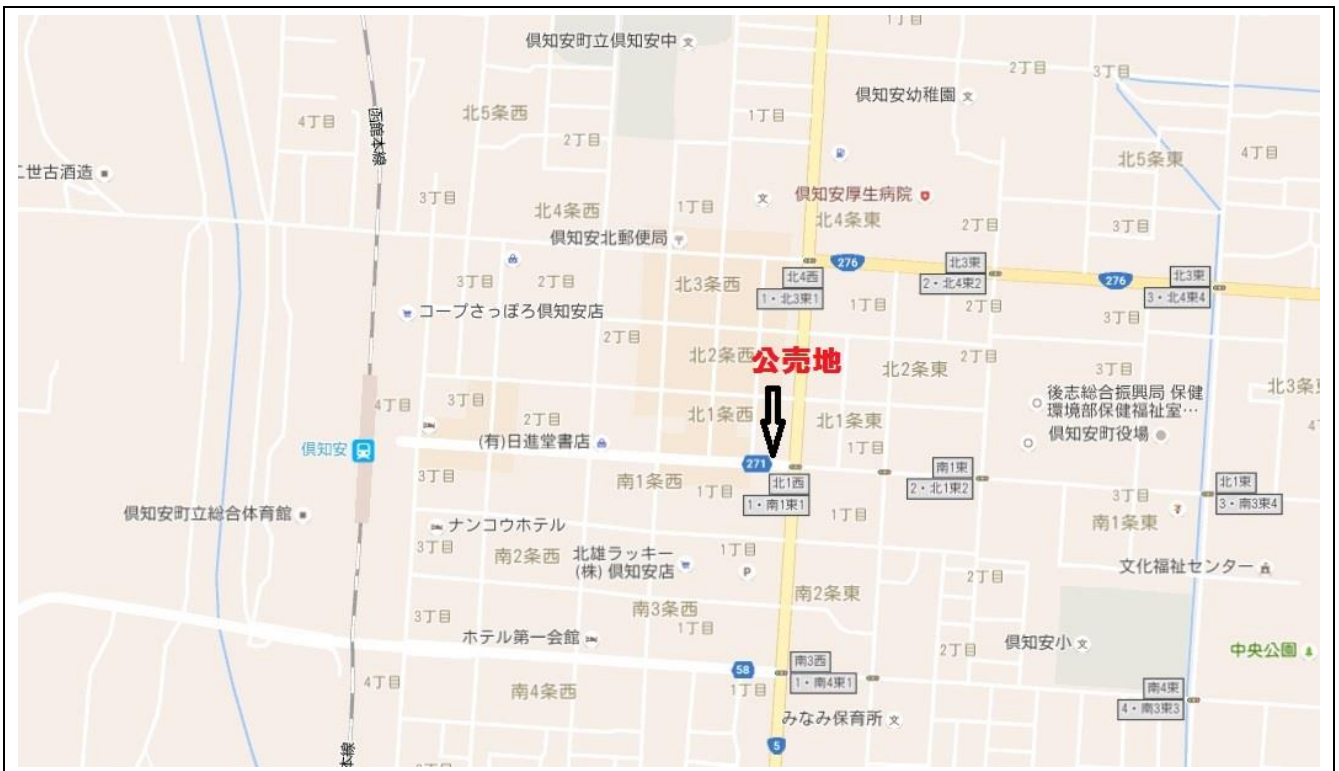 1丁目
倶知安町立倶知安中
2丁目
3丁目
倶知安幼稚園
北5条西
1丁目
4丁目
函館本線
2丁目
北5条東
4丁目
二世古酒造
3丁目
倶知安厚生病院
北4条西
1丁目
北4条東
2丁目
3丁目
倶知安北郵便局
276
北3東
2・北4東2
北4西
1・北3東1
276
北3東
3・北4東4
3丁目
2丁目
北3条西
1丁目
2丁目
3丁目
コープさっぽろ倶知安店
2丁目
北2条西
公売地
北2条東
2丁目
3丁目
北3条
後志総合振興局 保健
環境部保健福祉室…
4丁目
3丁目
2丁目
北1条西
北1条東
倶知安町役場
(有)日進堂書店
1丁目
倶知安
271
南1東
2・北1東2
3丁目
南1条西
1丁目
北1西
1・南1東1
北1東
3・南3東4
3丁目
倶知安町立総合体育館
ナンコウホテル
1丁目
南1条東
3丁目
南2条西
北雄ラッキー
(株) 倶知安店
1丁目
P
2丁目
文化福祉センター
南2条東
3丁目
南3条西
1丁目
ホテル第一会館
2丁目
倶知安小
中央公園
58
南3西
1・南4東1
4丁目
南4条西
1丁目
南4東
4・南3東3
みなみ保育所
5
本線